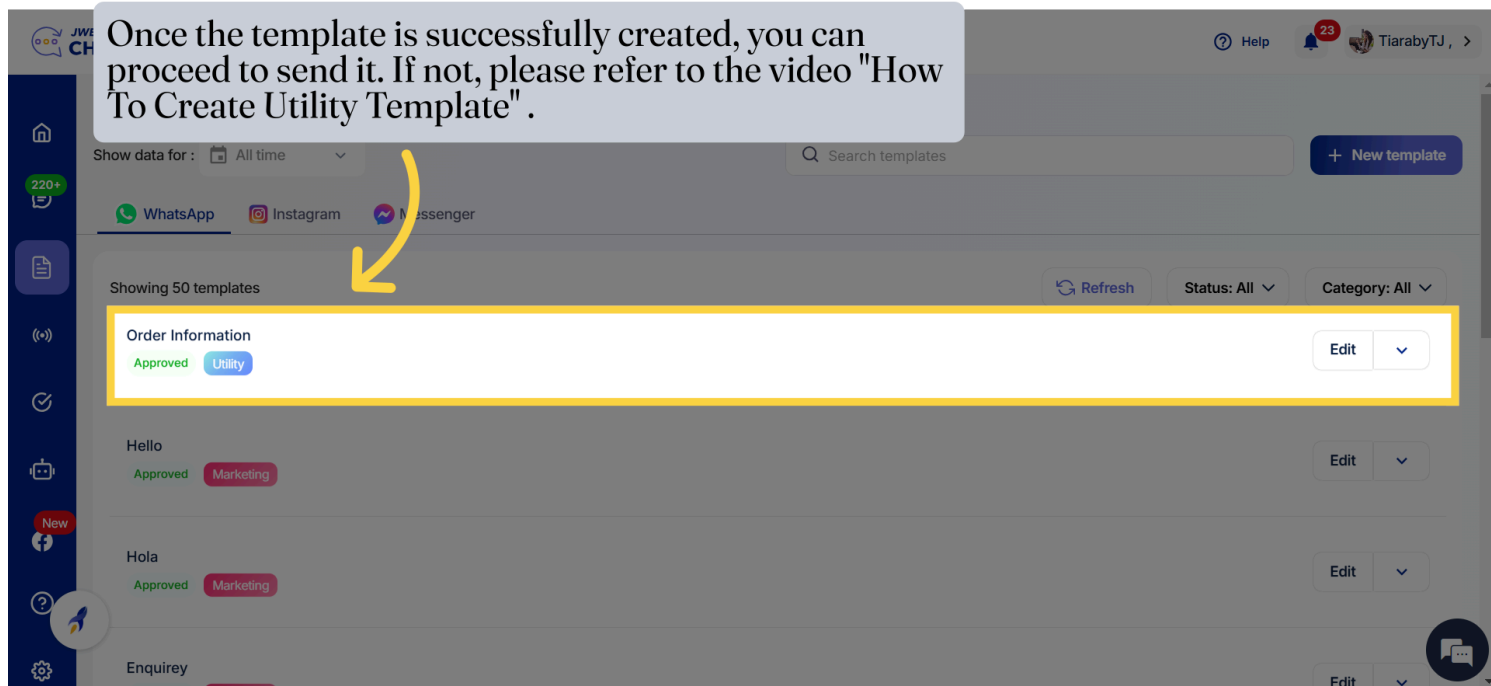 Once the template is successfully created, you can
proceed to send it. If not, please refer to the video "How
To Create Utility Template" .
Help
23
TiarabyTJ ,
Show data for : All time
Search templates
+ New template
220+
WhatsApp Instagram Messenger
Showing 50 templates
Refresh
Status: All
Category: All
Order Information
Approved Utility
Edit
Hello
Approved Marketing
Edit
New
Hola
Approved Marketing
Edit
Enquirey
Edit